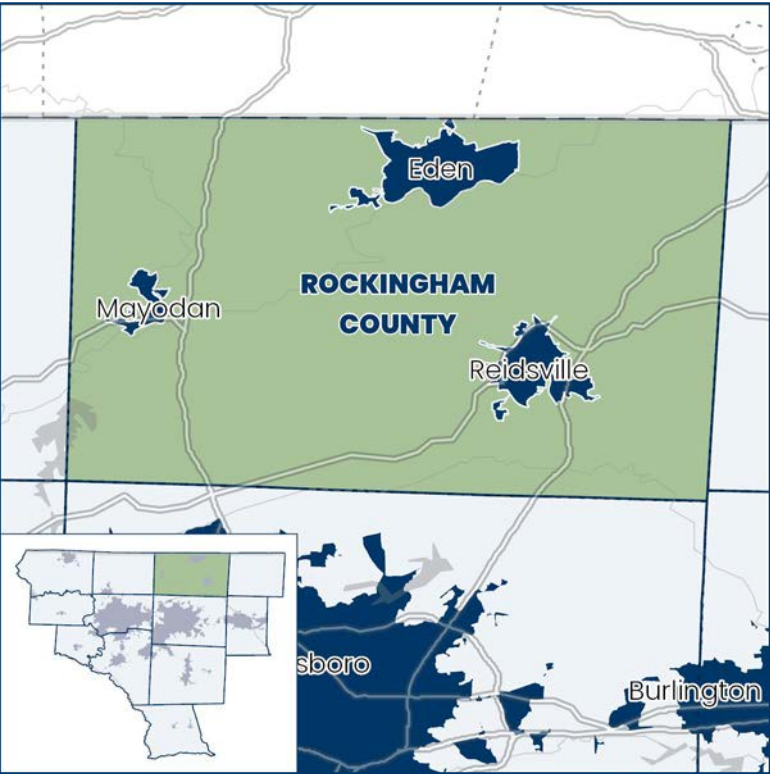 Eden
ROCKINGHAM
COUNTY
Mayodan
Reidsville
sboro
Burlington